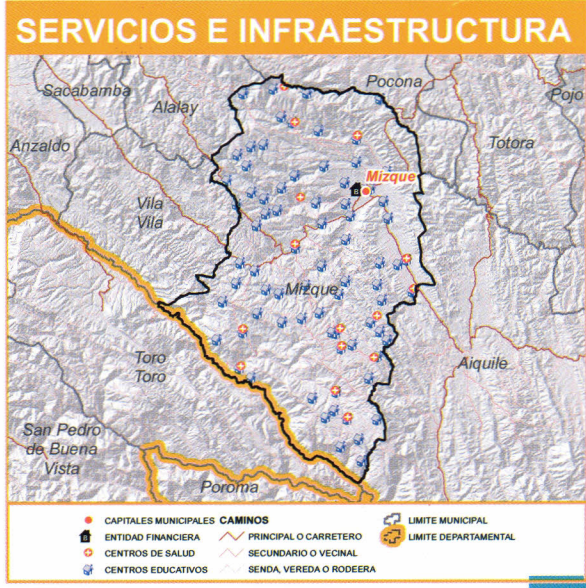 SERVICIOS E INFRAESTRUCTURA
Sacabamba
Pocona
Pojo
Alalay
Anzaldo
Totora
Mizque
B
Vila
Vila
Mizque
Toro
Toro
Aiquile
San Pedro
de Buena
Vista
Poroma
CAPITALES MUNICIPALES
ENTIDAD FINANCIERA
CENTROS DE SALUD
CENTROS EDUCATIVOS
CAMINOS
PRINCIPAL O CARRETERO
SECUNDARIO O VECINAL
SENDA, VEREDA O RODEERA
LIMITE MUNICIPAL
LIMITE DEPARTAMENTAL